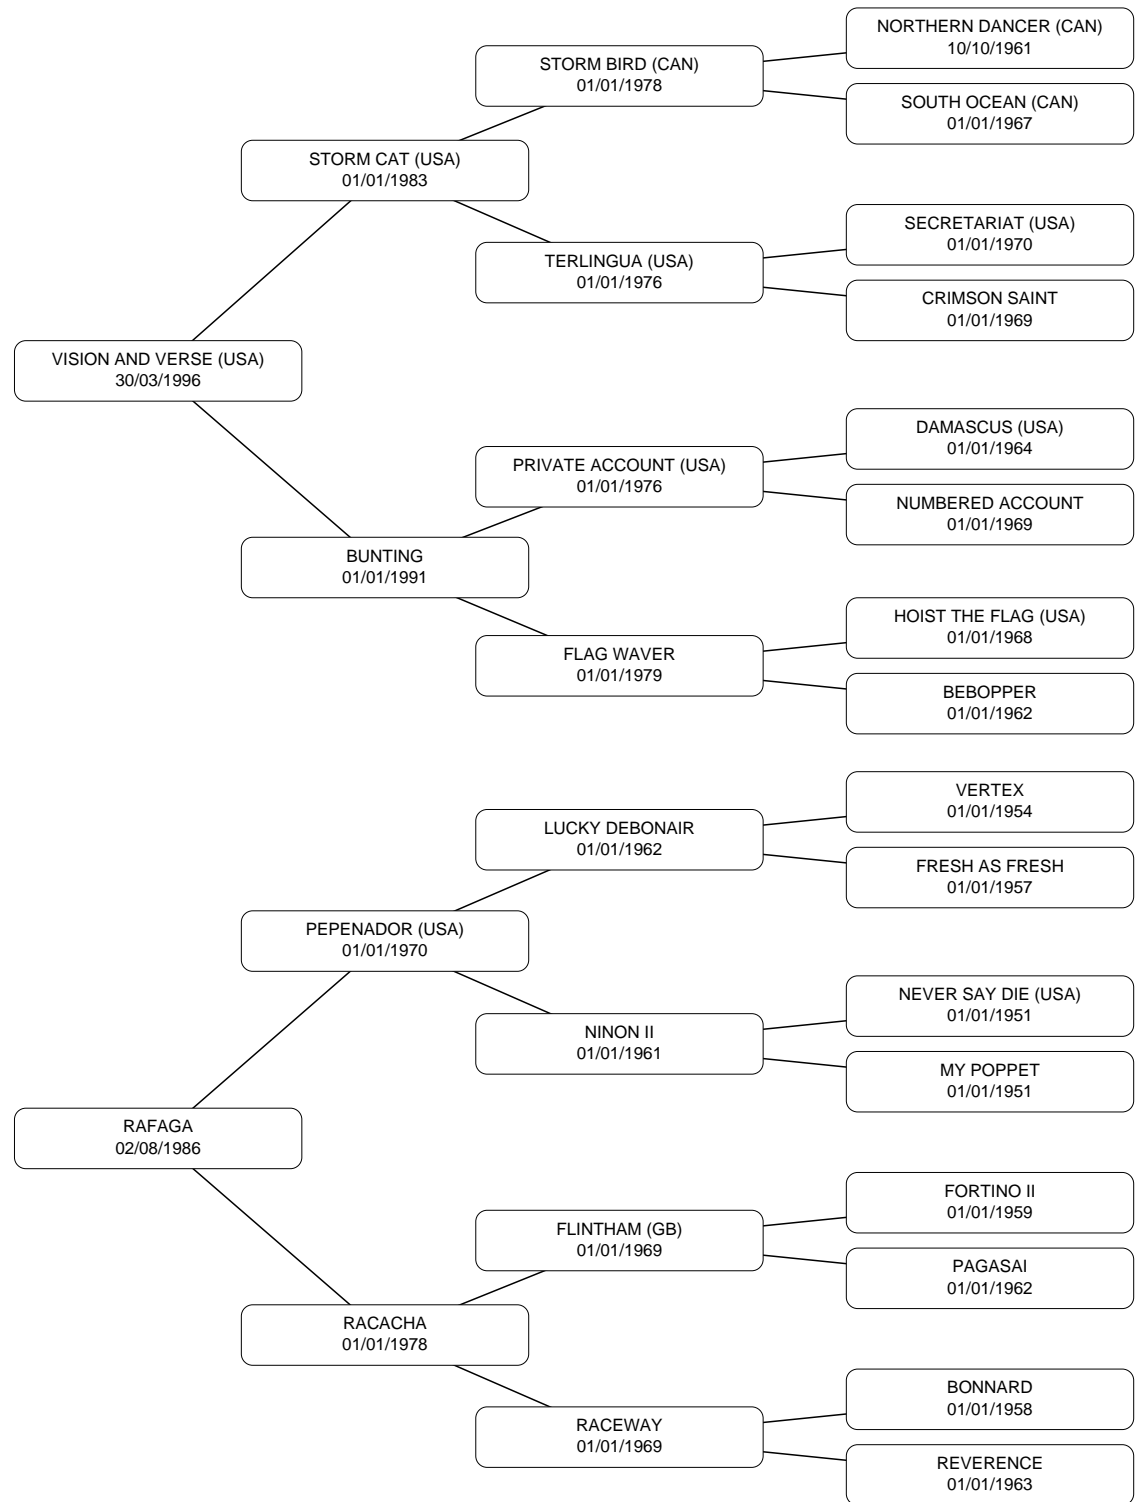 NORTHERN DANCER (CAN)
10/10/1961
STORM BIRD (CAN)
01/01/1978
SOUTH OCEAN (CAN)
01/01/1967
STORM CAT (USA)
01/01/1983
SECRETARIAT (USA)
01/01/1970
TERLINGUA (USA)
01/01/1976
CRIMSON SAINT
01/01/1969
VISION AND VERSE (USA)
30/03/1996
DAMASCUS (USA)
01/01/1964
PRIVATE ACCOUNT (USA)
01/01/1976
NUMBERED ACCOUNT
01/01/1969
BUNTING
01/01/1991
HOIST THE FLAG (USA)
01/01/1968
FLAG WAVER
01/01/1979
BEBOPPER
01/01/1962
VERTEX
01/01/1954
LUCKY DEBONAIR
01/01/1962
FRESH AS FRESH
01/01/1957
PEPENADOR (USA)
01/01/1970
NEVER SAY DIE (USA)
01/01/1951
NINON II
01/01/1961
MY POPPET
01/01/1951
RAFAGA
02/08/1986
FORTINO II
01/01/1959
FLINTHAM (GB)
01/01/1969
PAGASAI
01/01/1962
RACACHA
01/01/1978
BONNARD
01/01/1958
RACEWAY
01/01/1969
REVERENCE
01/01/1963